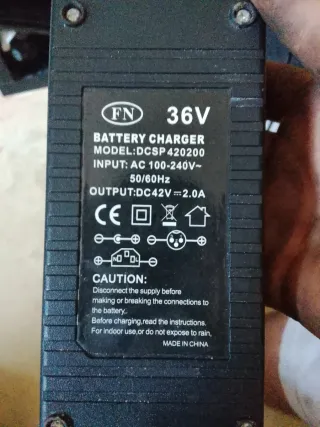 FN 36V
BATTERY CHARGER
MODEL:DCSP420200
INPUT: AC 100-240V~
50/60Hz
OUTPUT:DC42V⎓2.0A
CE
CAUTION:
Disconnect the supply before
making or breaking the connections to
the battery..
Before charging,read the instructions.
For indoor use,or do not expose to rain.
MADE IN CHINA